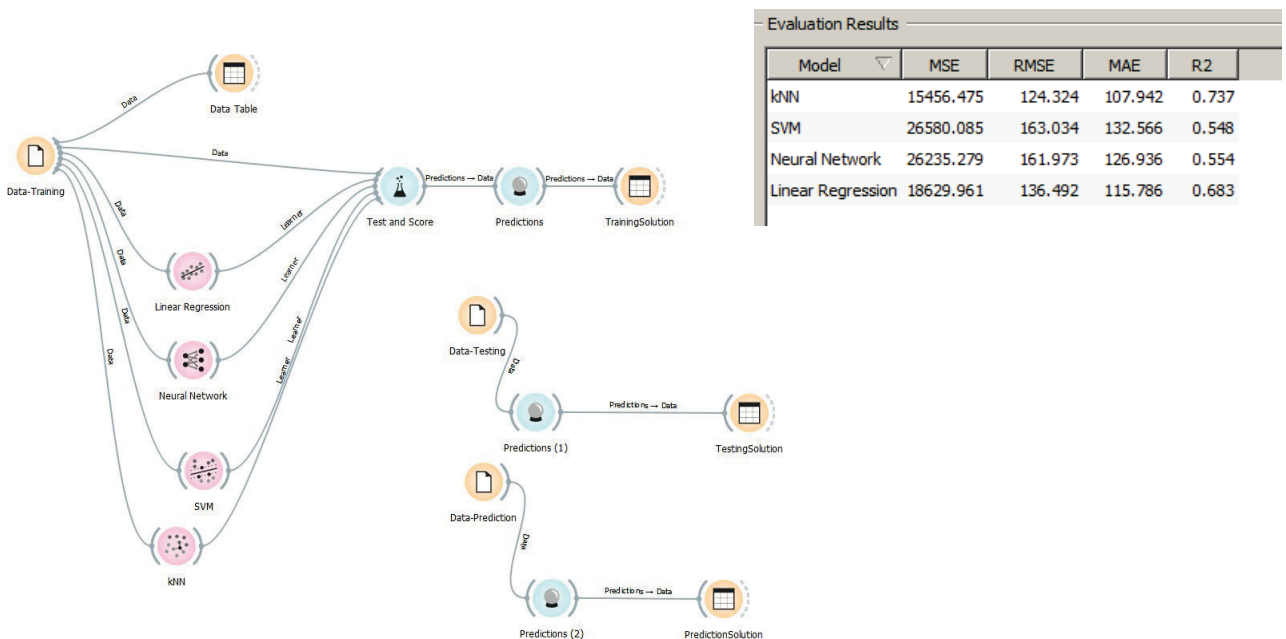 Data
Data Table
Data
Data-Training
Data
Data
Data
Data
Linear Regression
Neural Network
SVM
kNN
Learner
Learner
Learner
Learner
Test and Score
Predictions → Data
Predictions
Predictions → Data
TrainingSolution
Data-Testing
Data
Predictions (1)
Predictions → Data
TestingSolution
Data-Prediction
Data
Predictions (2)
Predictions → Data
PredictionSolution
Evaluation Results
Model MSE RMSE MAE R2
kNN 15456.475 124.324 107.942 0.737
SVM 26580.085 163.034 132.566 0.548
Neural Network 26235.279 161.973 126.936 0.554
Linear Regression 18629.961 136.492 115.786 0.683